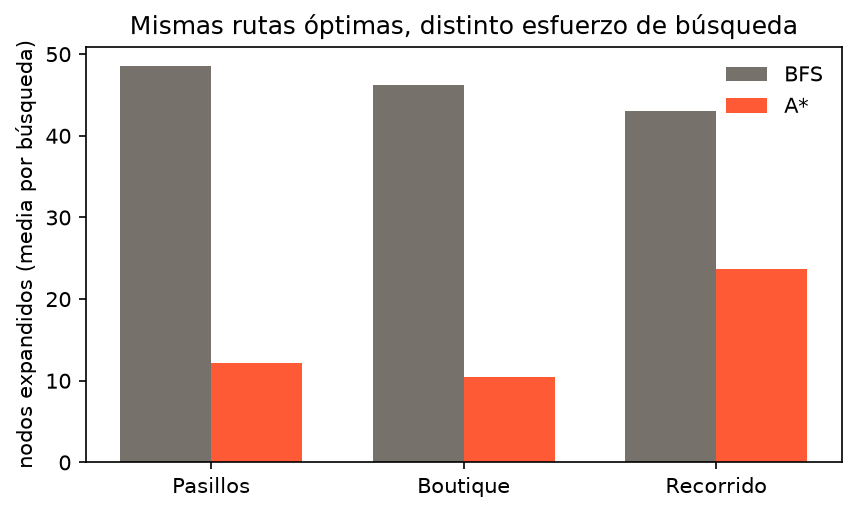 Mismas rutas óptimas, distinto esfuerzo de búsqueda
nodos expandidos (media por búsqueda)
50
40
30
20
10
0
BFS
A*
Pasillos
Boutique
Recorrido